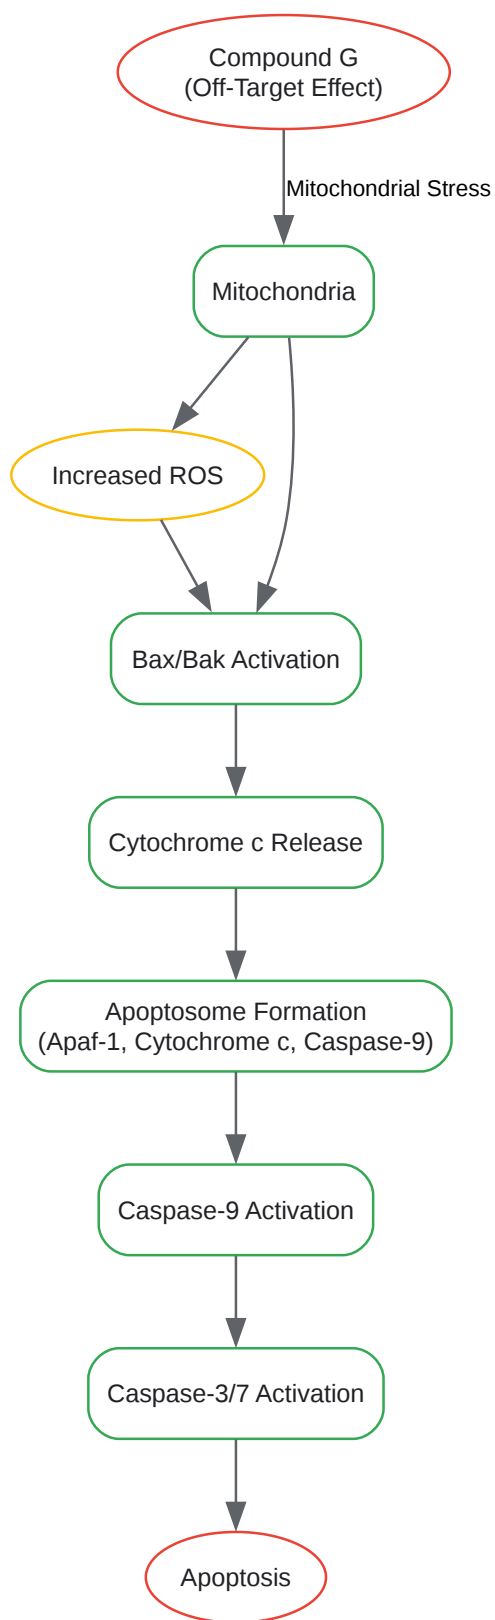 Compound G
(Off-Target Effect)
Mitochondrial Stress
Mitochondria
Increased ROS
Bax/Bak Activation
Cytochrome c Release
Apoptosome Formation
(Apaf-1, Cytochrome c, Caspase-9)
Caspase-9 Activation
Caspase-3/7 Activation
Apoptosis